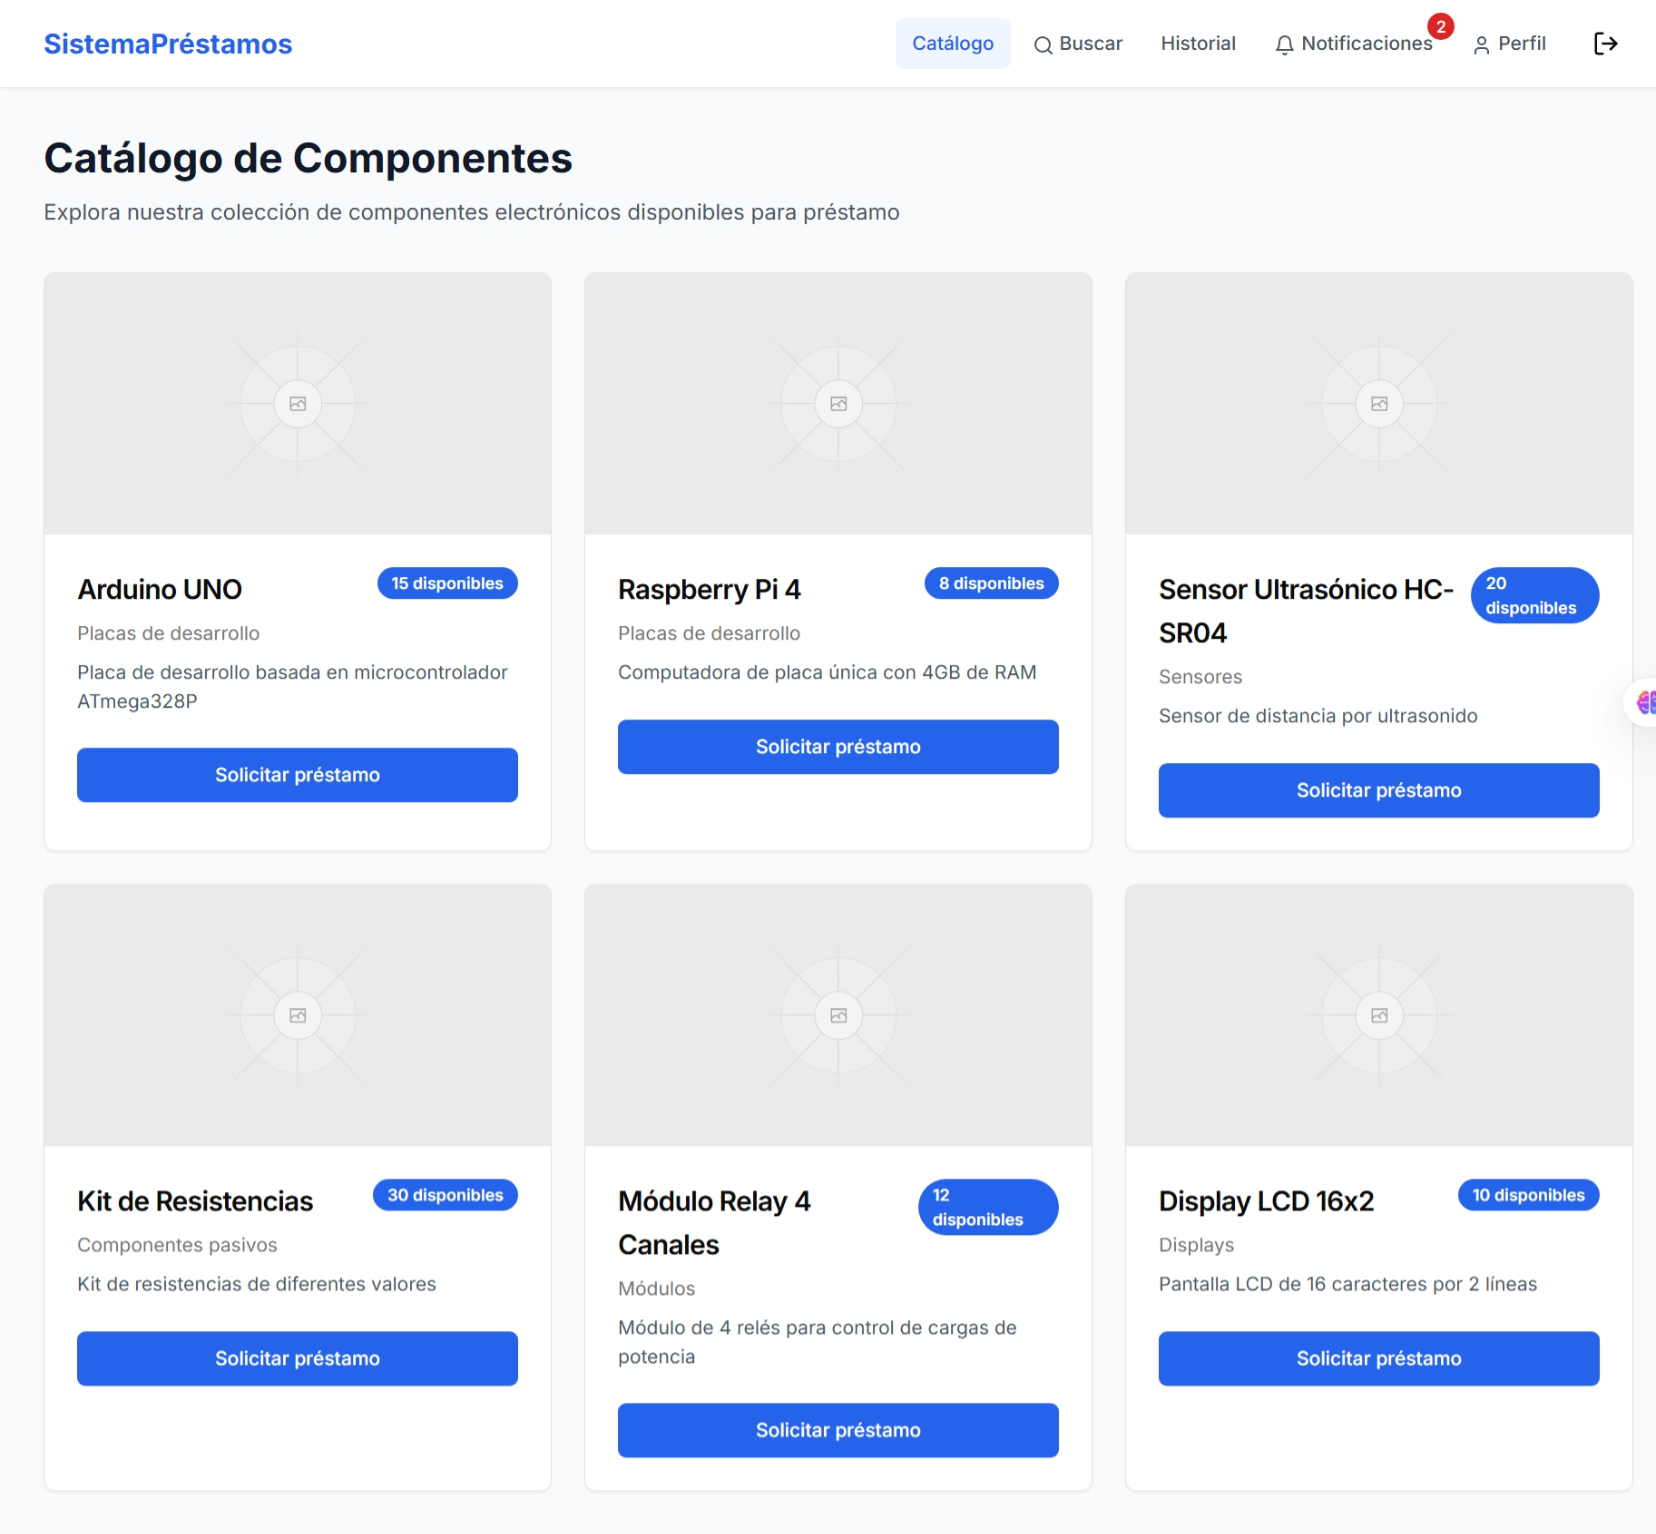 SistemaPréstamos
Catálogo
Buscar
Historial
Notificaciones
2
Perfil
Catálogo de Componentes
Explora nuestra colección de componentes electrónicos disponibles para préstamo
Arduino UNO
15 disponibles
Placas de desarrollo
Placa de desarrollo basada en microcontrolador
ATmega328P
Solicitar préstamo
Raspberry Pi 4
8 disponibles
Placas de desarrollo
Computadora de placa única con 4GB de RAM
Solicitar préstamo
Sensor Ultrasónico HC-
SR04
20
disponibles
Sensores
Sensor de distancia por ultrasonido
Solicitar préstamo
Kit de Resistencias
30 disponibles
Componentes pasivos
Kit de resistencias de diferentes valores
Solicitar préstamo
Módulo Relay 4
Canales
12
disponibles
Módulos
Módulo de 4 relés para control de cargas de
potencia
Solicitar préstamo
Display LCD 16x2
10 disponibles
Displays
Pantalla LCD de 16 caracteres por 2 líneas
Solicitar préstamo